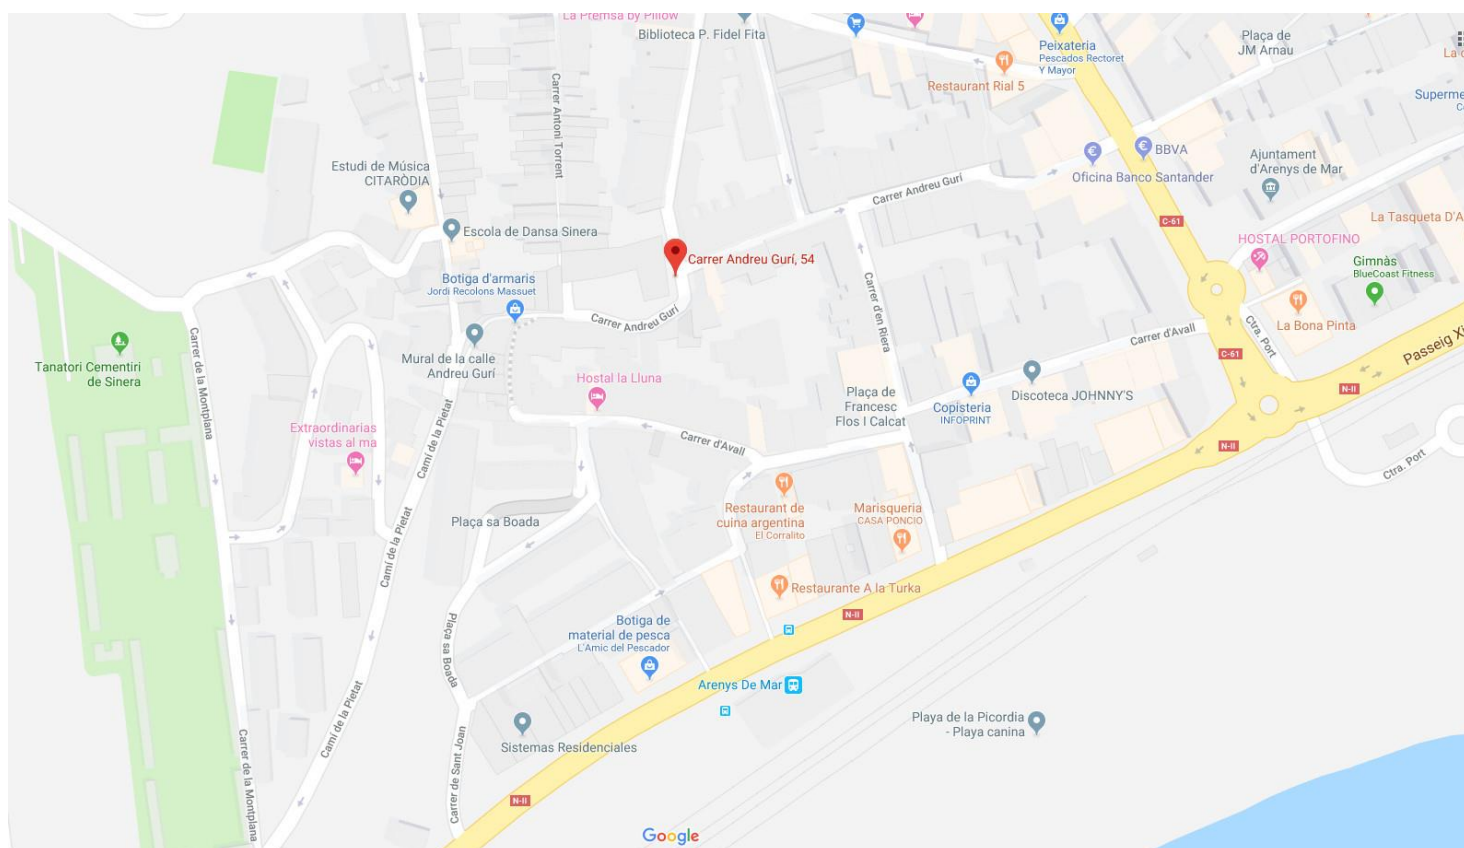 La Premsa by Pillow
Biblioteca P. Fidel Fita
Peixateria
Pescados Rectoret
Y Mayor
Plaça de
JM Arnau
Restaurant Rial 5
Carrer Antoni Torrent
Estudi de Música
CITARÒDIA
BBVA
Oficina Banco Santander
Ajuntament
d'Arenys de Mar
Carrer Andreu Gurí
C-61
La Tasqueta D'A
Escola de Dansa Sinera
HOSTAL PORTOFINO
Carrer Andreu Gurí, 54
Gimnàs
BlueCoast Fitness
Botiga d'armaris
Jordi Recolons Massuet
Carrer d'en Riera
Carrer Andreu Gurí
La Bona Pinta
Carrer d'Avall
Ctra. Port
Passeig Xi
C-61
Tanatori Cementiri
de Sinera
Carrer de la Montplana
Mural de la calle
Andreu Gurí
Hostal la Lluna
Plaça de
Francesc
Flos I Calcat
Copisteria
INFOPRINT
Discoteca JOHNNY'S
N-II
Extraordinarias
vistas al ma
Camí de la Pietat
Carrer d'Avall
N-II
Ctra. Port
Plaça sa Boada
Restaurant de
cuina argentina
El Corralito
Marisqueria
CASA PONCIO
Camí de la Pietat
Restaurante A la Turka
N-II
Plaça sa Boada
Botiga de
material de pesca
L'Amic del Pescador
Arenys De Mar
Camí de la Pietat
Playa de la Picordia
- Playa canina
Sistemas Residenciales
Carrer de la Montplana
Carrer de Sant Joan
N-II
Google